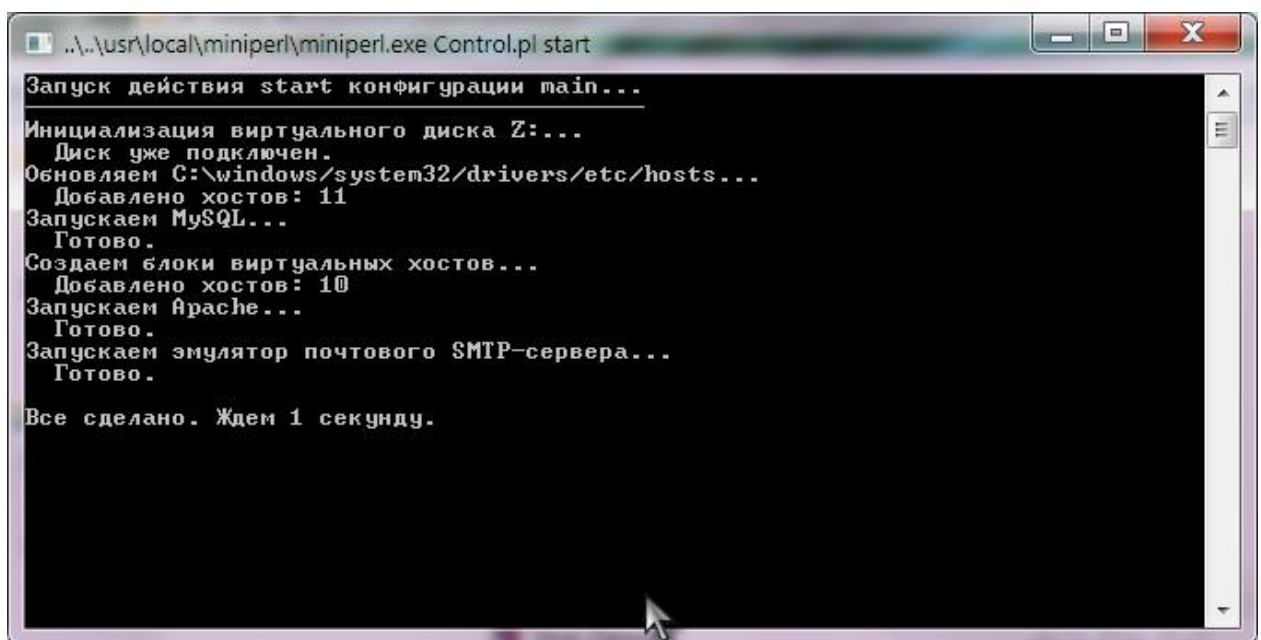 ..\..\usr\local\miniperl\miniperl.exe Control.pl start
Запуск действия start конфигурации main...
Инициализация виртуального диска Z:...
Диск уже подключен.
Обновляем C:\windows/system32/drivers/etc/hosts...
Добавлено хостов: 11
Запускаем MySQL...
Готово.
Создаем блоки виртуальных хостов...
Добавлено хостов: 10
Запускаем Apache...
Готово.
Запускаем эмулятор почтового SMTP-сервера...
Готово.
Все сделано. Ждем 1 секунду.